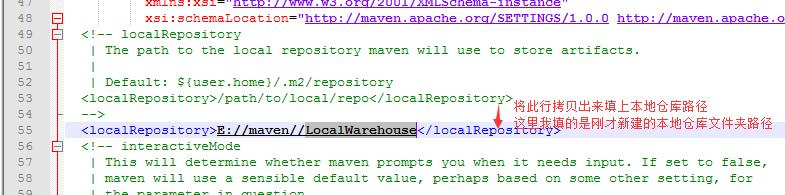 47 xmlns:xsi="http://www.w3.org/2001/XMLSchema-instance"
48 xsi:schemaLocation="http://maven.apache.org/SETTINGS/1.0.0 http://maven.apache.o
49 <!-- localRepository
50 | The path to the local repository maven will use to store artifacts.
51 |
52 | Default: ${user.home}/.m2/repository
53 <localRepository>/path/to/local/repo</localRepository>
将此行拷贝出来填上本地仓库路径
54 -->
这里我填的是刚才新建的本地仓库文件夹路径
55 <localRepository>E://maven//LocalWarehouse</localRepository>
56 <!-- interactiveMode
57 | This will determine whether maven prompts you when it needs input. If set to false,
58 | maven will use a sensible default value, perhaps based on some other setting, for
59 | the parameter in question.